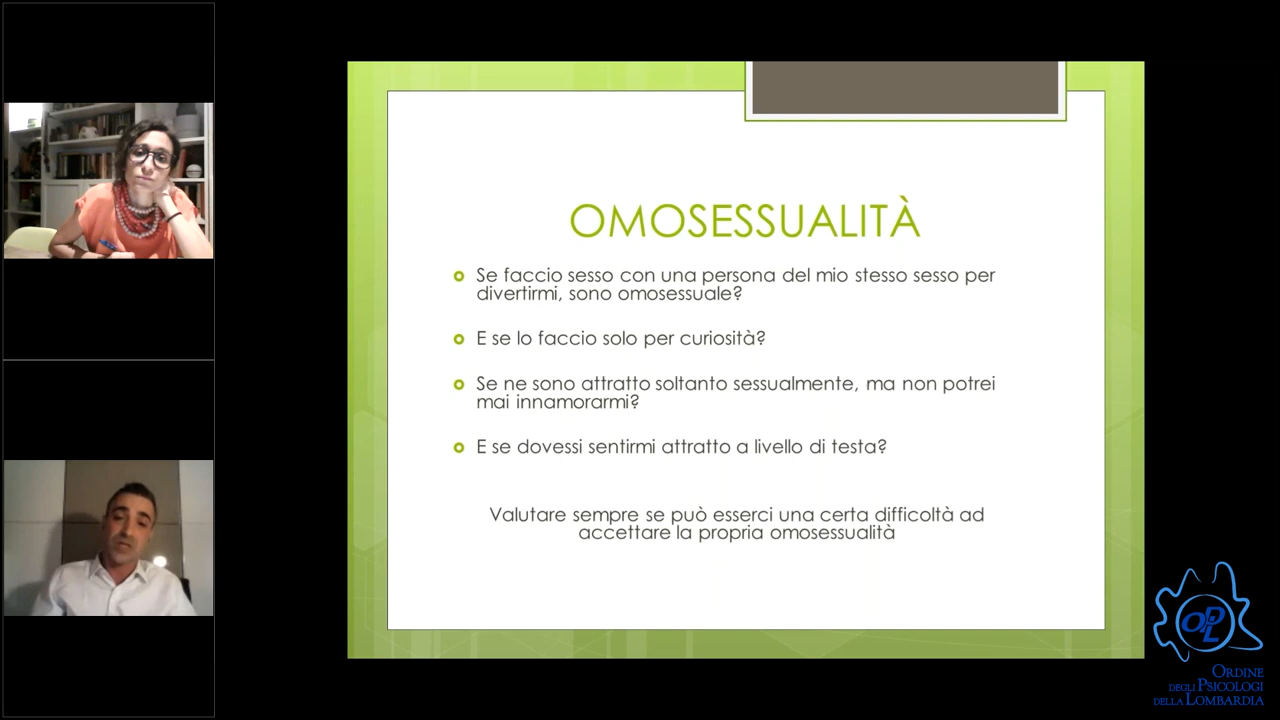 OMOSESSUALITÀ
Se faccio sesso con una persona del mio stesso sesso per
divertirmi, sono omosessuale?
E se lo faccio solo per curiosità?
Se ne sono attratto soltanto sessualmente, ma non potrei
mai innamorarmi?
E se dovessi sentirmi attratto a livello di testa?
Valutare sempre se può esserci una certa difficoltà ad
accettare la propria omosessualità
OPL
ORDINE
DEGLI PSICOLOGI
DELLA LOMBARDIA